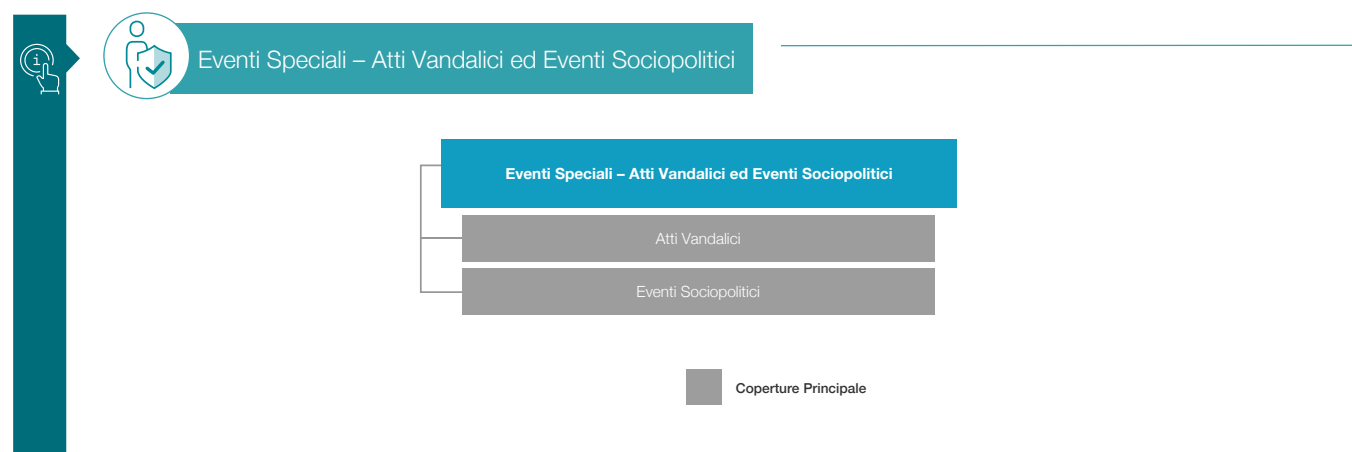 Eventi Speciali – Atti Vandalici ed Eventi Sociopolitici
Eventi Speciali – Atti Vandalici ed Eventi Sociopolitici
Atti Vandalici
Eventi Sociopolitici
Coperture Principale